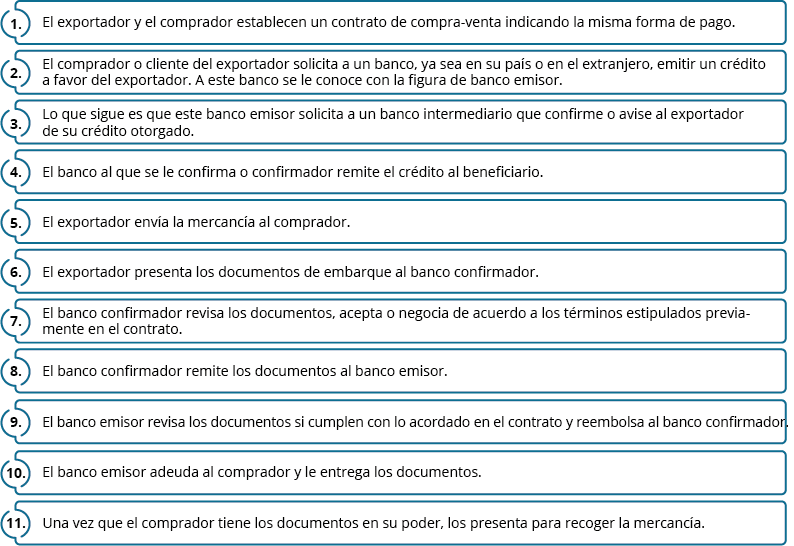 1. El exportador y el comprador establecen un contrato de compra-venta indicando la misma forma de pago.
2. El comprador o cliente del exportador solicita a un banco, ya sea en su país o en el extranjero, emitir un crédito
a favor del exportador. A este banco se le conoce con la figura de banco emisor.
3. Lo que sigue es que este banco emisor solicita a un banco intermediario que confirme o avise al exportador
de su crédito otorgado.
4. El banco al que se le confirma o confirmador remite el crédito al beneficiario.
5. El exportador envía la mercancía al comprador.
6. El exportador presenta los documentos de embarque al banco confirmador.
7. El banco confirmador revisa los documentos, acepta o negocia de acuerdo a los términos estipulados previa-
mente en el contrato.
8. El banco confirmador remite los documentos al banco emisor.
9. El banco emisor revisa los documentos si cumplen con lo acordado en el contrato y reembolsa al banco confirmador.
10. El banco emisor adeuda al comprador y le entrega los documentos.
11. Una vez que el comprador tiene los documentos en su poder, los presenta para recoger la mercancía.